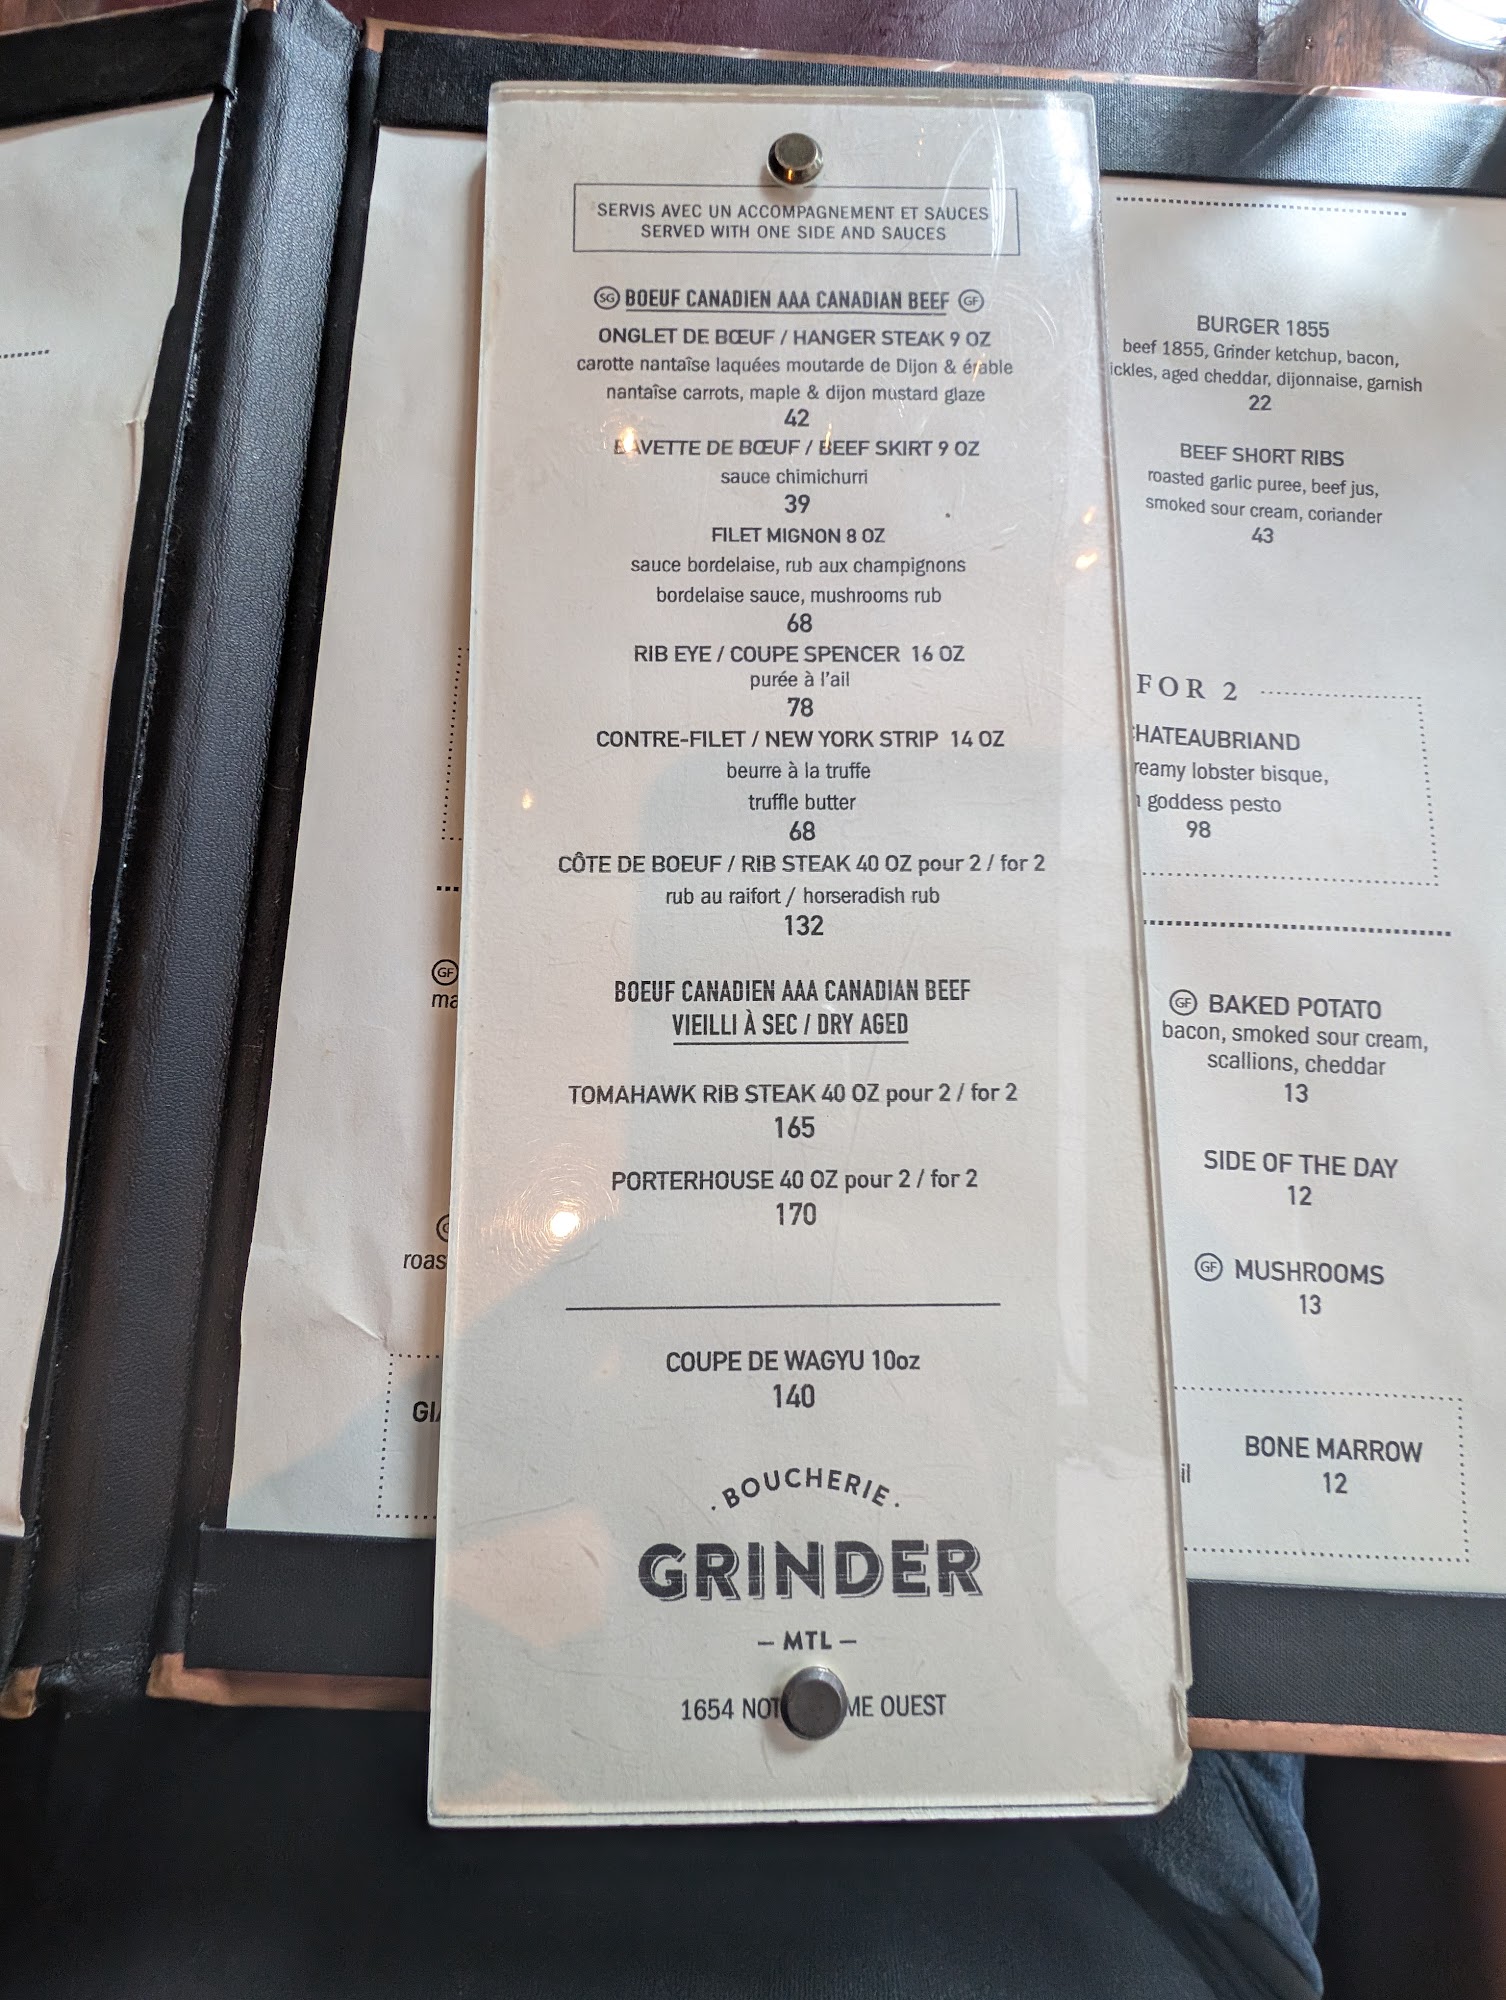 SERVIS AVEC UN ACCOMPAGNEMENT ET SAUCES
SERVED WITH ONE SIDE AND SAUCES
SG BOEUF CANADIEN AAA CANADIAN BEEF GF
ONGLET DE BŒUF / HANGER STEAK 9 OZ
carotte nantaîse laquées moutarde de Dijon & érable
nantaîse carrots, maple & dijon mustard glaze
42
BAVETTE DE BŒUF / BEEF SKIRT 9 OZ
sauce chimichurri
39
FILET MIGNON 8 OZ
sauce bordelaise, rub aux champignons
bordelaise sauce, mushrooms rub
68
RIB EYE / COUPE SPENCER 16 OZ
purée à l'ail
78
CONTRE-FILET / NEW YORK STRIP 14 OZ
beurre à la truffe
truffle butter
68
CÔTE DE BOEUF / RIB STEAK 40 OZ pour 2 / for 2
rub au raifort / horseradish rub
132
BOEUF CANADIEN AAA CANADIAN BEEF
VIEILLI À SEC / DRY AGED
TOMAHAWK RIB STEAK 40 OZ pour 2 / for 2
165
PORTERHOUSE 40 OZ pour 2 / for 2
170
COUPE DE WAGYU 10oz
140
· BOUCHERIE ·
GRINDER
– MTL –
1654 OUEST
BURGER 1855
beef 1855, Grinder ketchup, bacon,
aged cheddar, dijonnaise, garnish
22
BEEF SHORT RIBS
roasted garlic puree, beef jus,
smoked sour cream, coriander
43
FOR 2
lobster bisque,
goddess pesto
98
GF BAKED POTATO
bacon, smoked sour cream,
scallions, cheddar
13
SIDE OF THE DAY
12
GF MUSHROOMS
13
BONE MARROW
12
GF